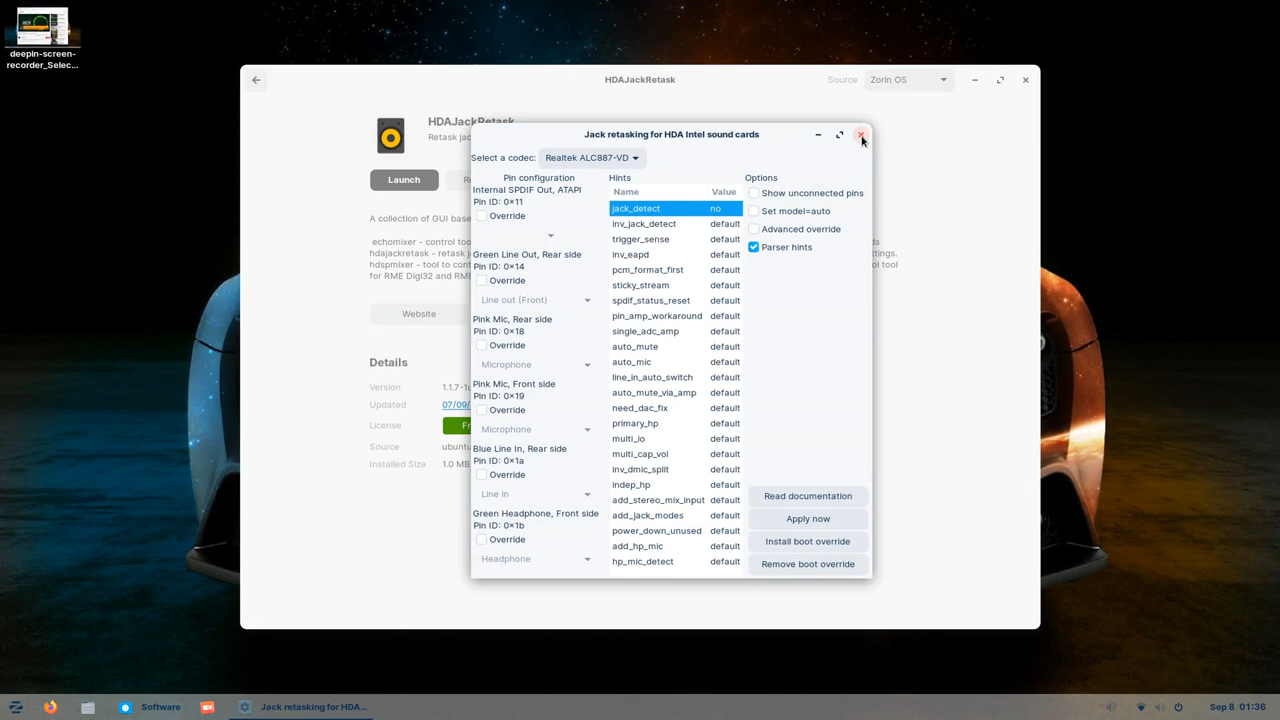 deepin-screen-
recorder_Selec...
HDAJackRetask
Source
Zorin OS
HDAJackRetask
Launch
Website
Details
Version
Updated
07/09/
License
Source
ubuntu
Installed Size
1.0 MB
Jack retasking for HDA Intel sound cards
Select a codec:
Realtek ALC887-VD
Pin configuration
Internal SPDIF Out, ATAPI
Pin ID: 0x11
Override
Green Line Out, Rear side
Pin ID: 0x14
Override
Line out (Front)
Pink Mic, Rear side
Pin ID: 0x18
Override
Microphone
Pink Mic, Front side
Pin ID: 0x19
Override
Microphone
Blue Line In, Rear side
Pin ID: 0x1a
Override
Line in
Green Headphone, Front side
Pin ID: 0x1b
Override
Headphone
Hints
Name Value
jack_detect no
inv_jack_detect default
trigger_sense default
inv_eapd default
pcm_format_first default
sticky_stream default
spdif_status_reset default
pin_amp_workaround default
single_adc_amp default
auto_mute default
auto_mic default
line_in_auto_switch default
auto_mute_via_amp default
need_dac_fix default
primary_hp default
multi_io default
multi_cap_vol default
inv_dmic_split default
indep_hp default
add_stereo_mix_input default
add_jack_modes default
power_down_unused default
add_hp_mic default
hp_mic_detect default
Options
Show unconnected pins
Set model=auto
Advanced override
Parser hints
Read documentation
Apply now
Install boot override
Remove boot override
Retask jac
A collection of GUI base
echomixer - control too
hdajackretask - retask j
hdspmixer - tool to cont
for RME Digi32 and RME
Software
Jack retasking for HDA...
Sep 8 01:36